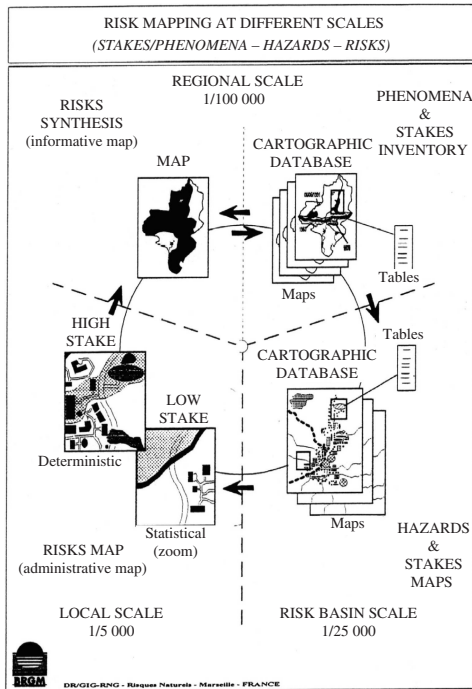 RISK MAPPING AT DIFFERENT SCALES
(STAKES/PHENOMENA – HAZARDS – RISKS)
REGIONAL SCALE
1/100 000
RISKS
SYNTHESIS
(informative map)
PHENOMENA
&
STAKES
INVENTORY
MAP
CARTOGRAPHIC
DATABASE
Tables
Maps
HIGH
STAKE
Tables
CARTOGRAPHIC
DATABASE
LOW
STAKE
Deterministic
Statistical
(zoom)
Maps
RISKS MAP
(administrative map)
HAZARDS
&
STAKES
MAPS
LOCAL SCALE
1/5 000
RISK BASIN SCALE
1/25 000
BRGM
DR/GIG-RNG - Risques Naturels - Marseille - FRANCE